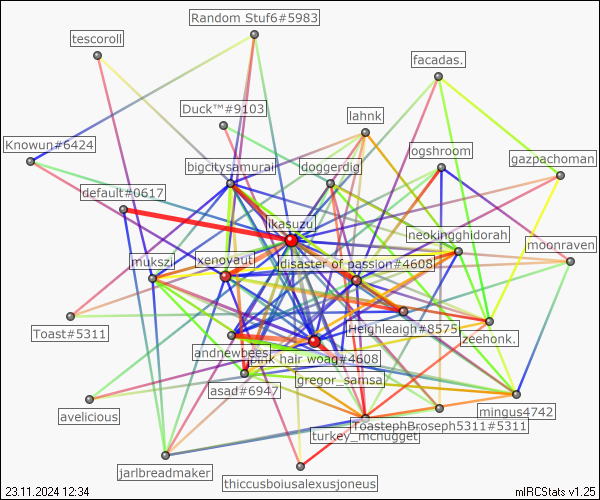 Random Stuf6#5983
tescoroll
facadas.
Duck™#9103
lahnk
Knowun#6424
ogshroom
gazpachoman
bigcitysamurai
doggerdig
default#0617
ikasuzu
neokingghidorah
moonraven
mukszi
xenoyaut
disaster of passion#4608
Toast#5311
Heighleaigh#8575
zeehonk.
andnewbees
pink hair woag#4608
gregor_samsa
asad#6947
avelicious
mingus4742
ToastephBroseph5311#5311
turkey_mcnugget
jarlbreadmaker
thiccusboiusalexusjoneus
23.11.2024 12:34
mIRCStats v1.25